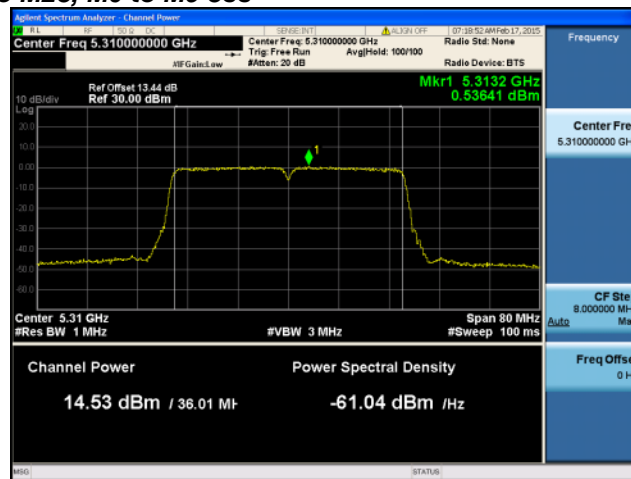 Agilent Spectrum Analyzer - Channel Power
RL RF 50 Ω DC SENSE:INT ALIGN OFF 07:18:52 AM Feb 17, 2015
Center Freq 5.310000000 GHz
Center Freq: 5.310000000 GHz
Radio Std: None
Trig: Free Run Avg|Hold: 100/100
#IFGain:Low #Atten: 20 dB Radio Device: BTS
Frequency
Mkr1 5.3132 GHz
0.53641 dBm
Ref Offset 13.44 dB
10 dB/div Ref 30.00 dBm
Log
20.0
10.0
0.00
-10.0
-20.0
-30.0
-40.0
-50.0
-60.0
1
Center Fre
5.310000000 GH
CF Ste
8.000000 MH
Auto Ma
Freq Offse
0 H
Center 5.31 GHz Span 80 MHz
#Res BW 1 MHz #VBW 3 MHz #Sweep 100 ms
Channel Power Power Spectral Density
14.53 dBm / 36.01 MH -61.04 dBm /Hz
MSG STATUS